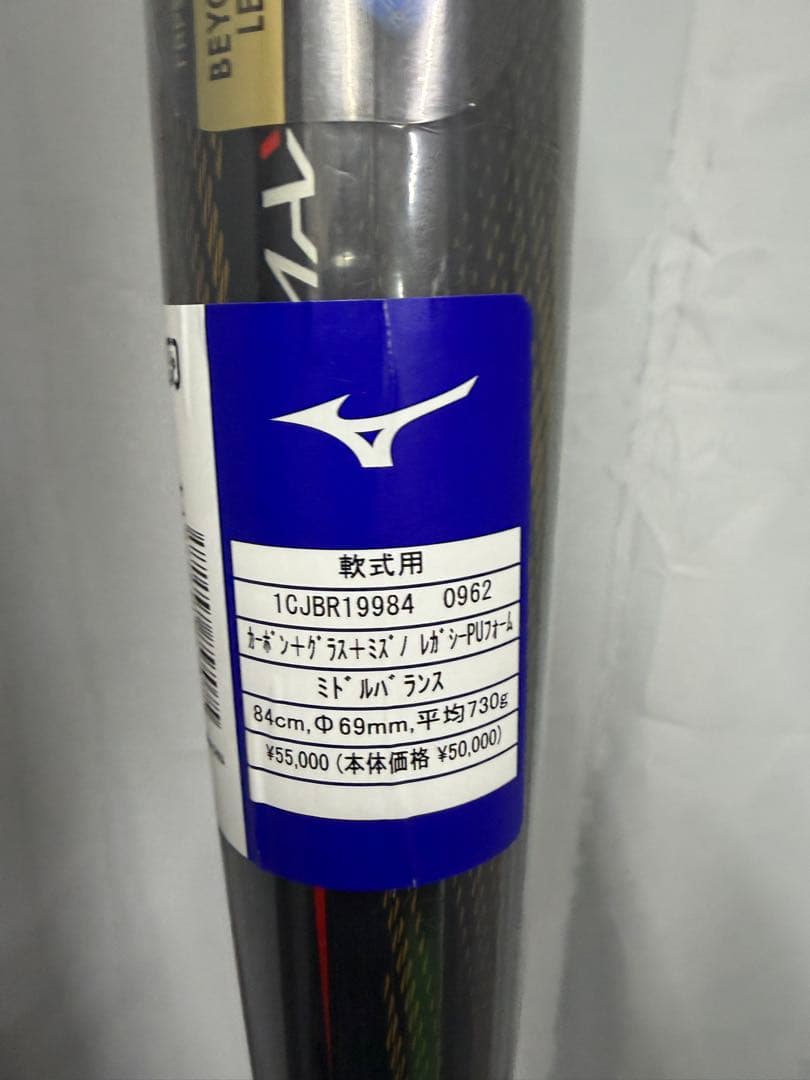 BEYO
LE
MAX
軟式用
1CJBR19984 0962
ｶｰﾎﾞﾝ+ｸﾞﾗｽ+ﾐｽﾞﾉ ﾚｶﾞｼｰPUﾌｫｰﾑ
ﾐﾄﾞﾙﾊﾞﾗﾝｽ
84cm,Φ69mm,平均730g
¥55,000 (本体価格 ¥50,000)